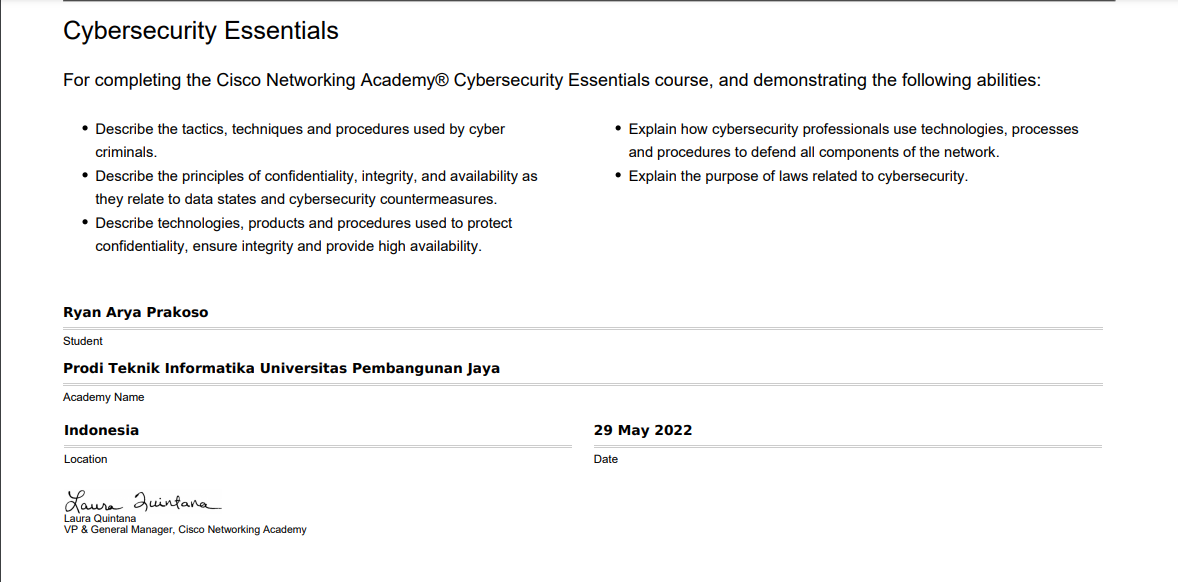 Cybersecurity Essentials
For completing the Cisco Networking Academy® Cybersecurity Essentials course, and demonstrating the following abilities:
• Describe the tactics, techniques and procedures used by cyber
criminals.
• Describe the principles of confidentiality, integrity, and availability as
they relate to data states and cybersecurity countermeasures.
• Describe technologies, products and procedures used to protect
confidentiality, ensure integrity and provide high availability.
• Explain how cybersecurity professionals use technologies, processes
and procedures to defend all components of the network.
• Explain the purpose of laws related to cybersecurity.
Ryan Arya Prakoso
Student
Prodi Teknik Informatika Universitas Pembangunan Jaya
Academy Name
Indonesia
Location
29 May 2022
Date
Laura Quintana
Laura Quintana
VP & General Manager, Cisco Networking Academy